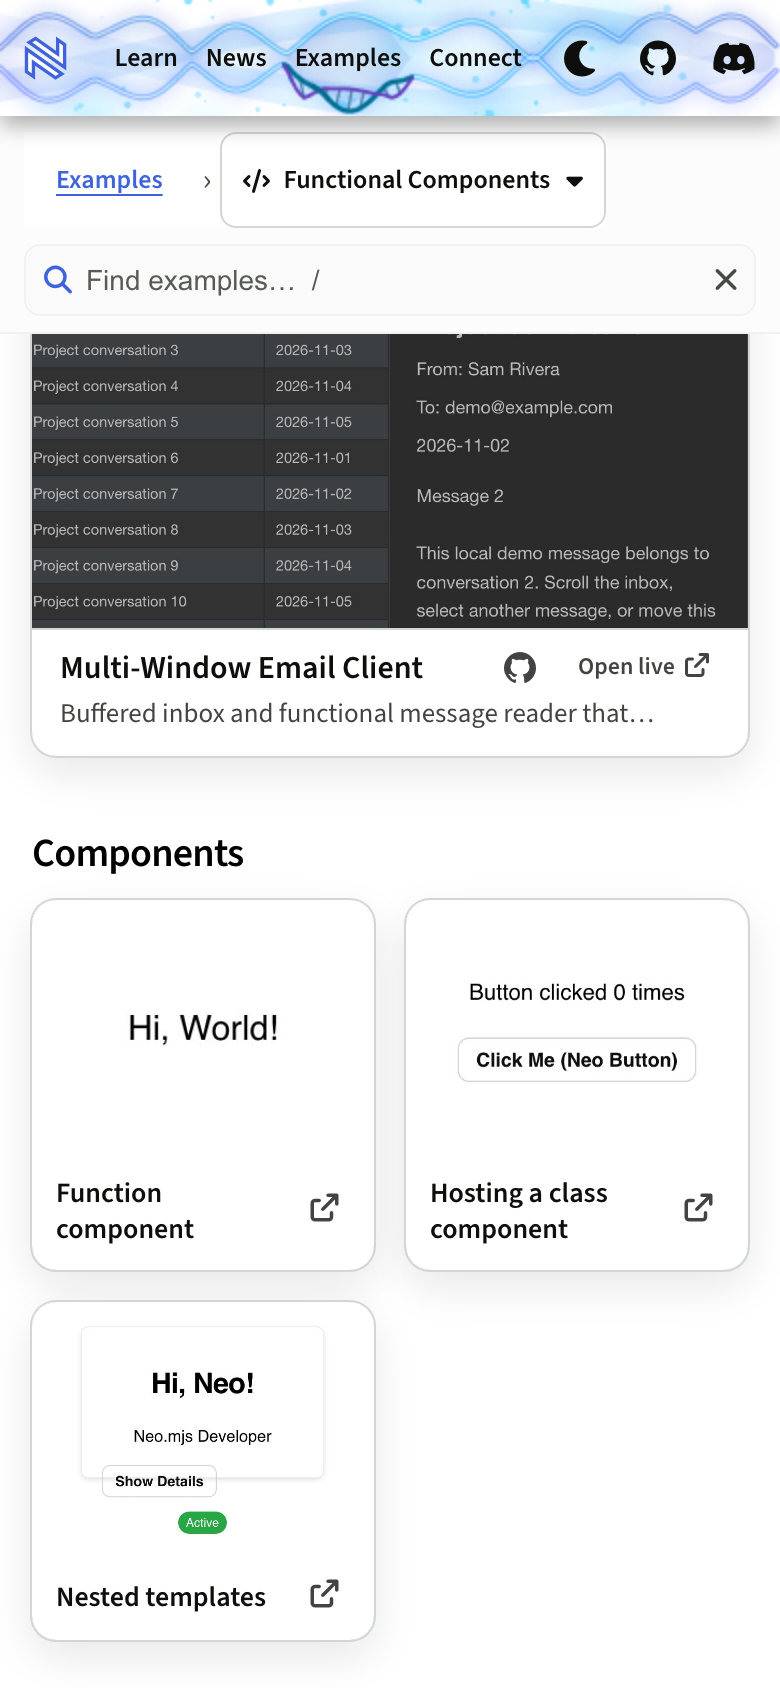 Learn News Examples Connect
Examples › </> Functional Components
Find examples… /
Project conversation 3 2026-11-03
Project conversation 4 2026-11-04
Project conversation 5 2026-11-05
Project conversation 6 2026-11-01
Project conversation 7 2026-11-02
Project conversation 8 2026-11-03
Project conversation 9 2026-11-04
Project conversation 10 2026-11-05
From: Sam Rivera
To: demo@example.com
2026-11-02
Message 2
This local demo message belongs to
conversation 2. Scroll the inbox,
select another message, or move this
Multi-Window Email Client
Open live
Buffered inbox and functional message reader that…
Components
Hi, World!
Function
component
Button clicked 0 times
Click Me (Neo Button)
Hosting a class
component
Hi, Neo!
Neo.mjs Developer
Show Details
Active
Nested templates